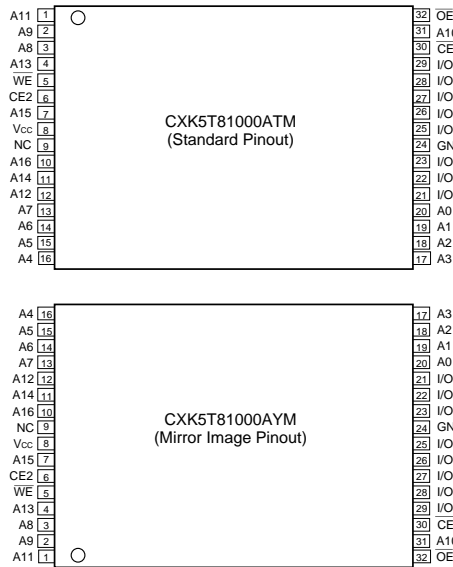 A11 1 32 OE
A9 2 31 A10
A8 3 30 CE
A13 4 29 I/O
WE 5 28 I/O
CE2 6 27 I/O
A15 7 26 I/O
Vcc 8 25 I/O
NC 9 24 GN
A16 10 23 I/O
A14 11 22 I/O
A12 12 21 I/O
A7 13 20 A0
A6 14 19 A1
A5 15 18 A2
A4 16 17 A3
CXK5T81000ATM
(Standard Pinout)
A4 16 17 A3
A5 15 18 A2
A6 14 19 A1
A7 13 20 A0
A12 12 21 I/O
A14 11 22 I/O
A16 10 23 I/O
NC 9 24 GN
Vcc 8 25 I/O
A15 7 26 I/O
CE2 6 27 I/O
WE 5 28 I/O
A13 4 29 I/O
A8 3 30 CE
A9 2 31 A10
A11 1 32 OE
CXK5T81000AYM
(Mirror Image Pinout)